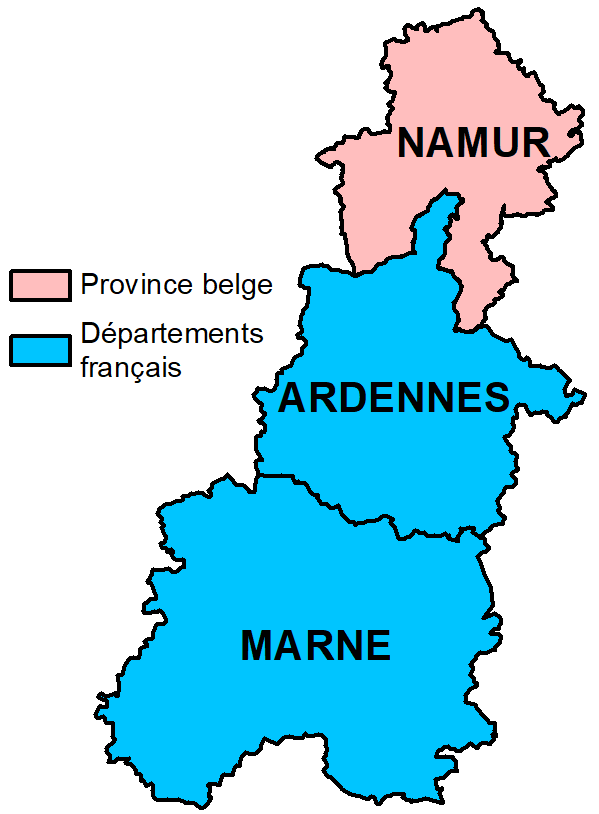 NAMUR
Province belge
Départements
français
ARDENNES
MARNE